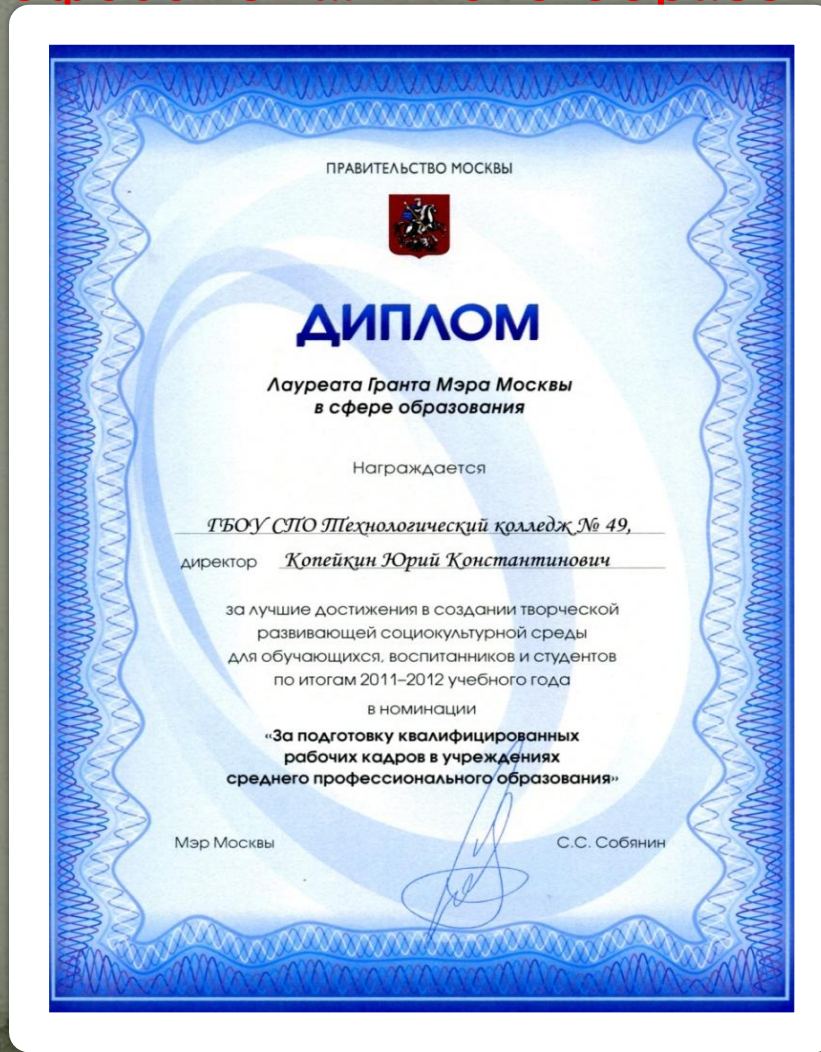 ПРАВИТЕЛЬСТВО МОСКВЫ
ДИПЛОМ
Лауреата Гранта Мэра Москвы
в сфере образования
Награждается
ГБОУ СПО Технологический колледж № 49,
директор Копейкин Юрий Константинович
за лучшие достижения в создании творческой
развивающей социокультурной среды
для обучающихся, воспитанников и студентов
по итогам 2011–2012 учебного года
в номинации
«За подготовку квалифицированных
рабочих кадров в учреждениях
среднего профессионального образования»
Мэр Москвы С.С. Собянин